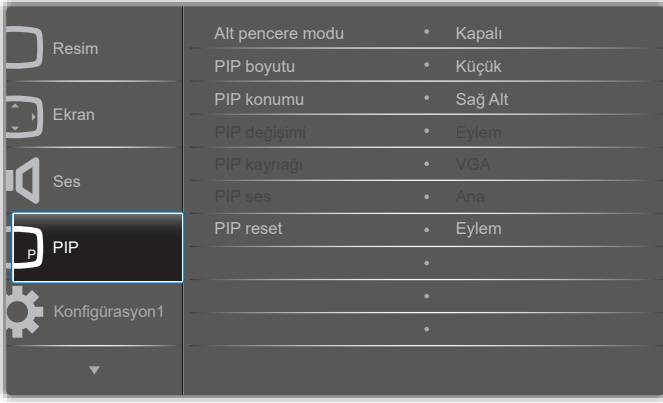 Resim
Ekran
Ses
P PIP
Konfigürasyon1
Alt pencere modu • Kapalı
PIP boyutu • Küçük
PIP konumu • Sağ Alt
PIP değişimi • Eylem
PIP kaynağı • VGA
PIP ses • Ana
PIP reset • Eylem